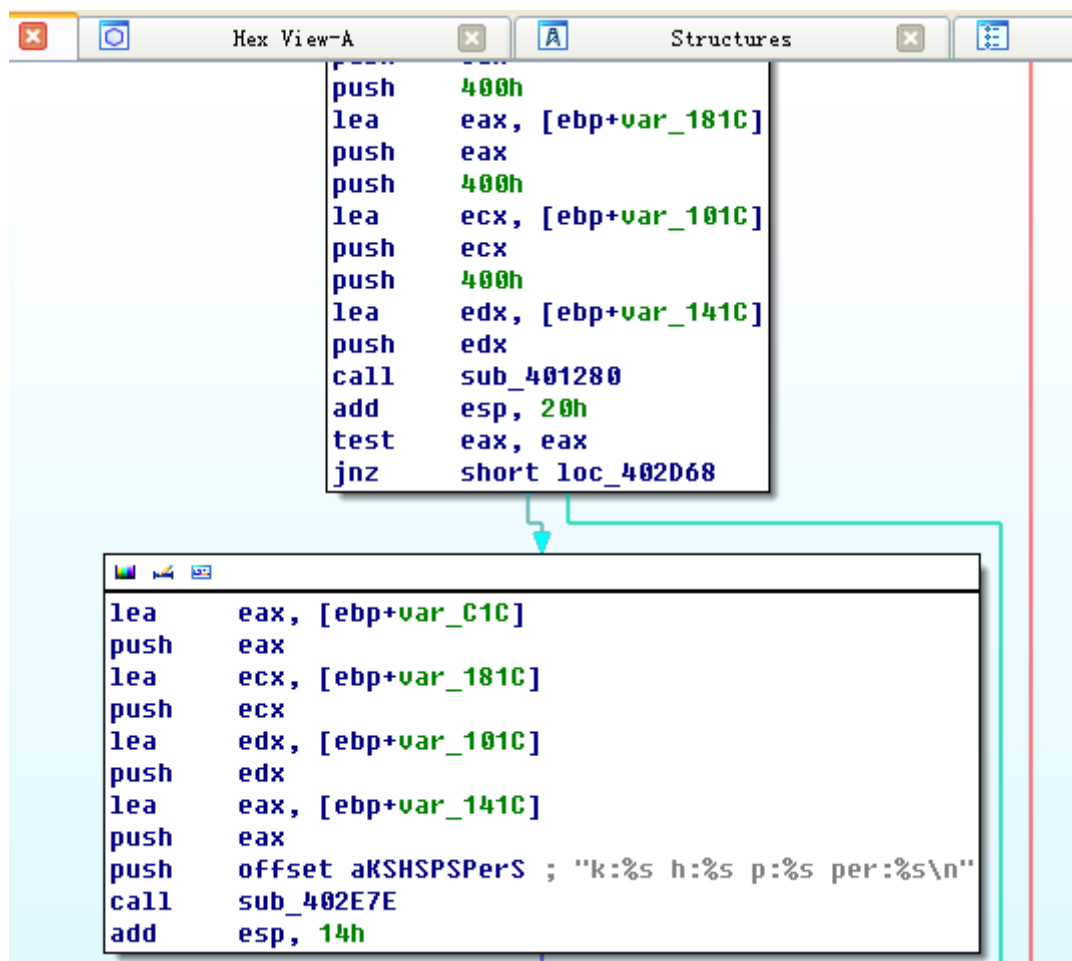 Hex View-A Structures
push 400h
lea eax, [ebp+var_181C]
push eax
push 400h
lea ecx, [ebp+var_101C]
push ecx
push 400h
lea edx, [ebp+var_141C]
push edx
call sub_401280
add esp, 20h
test eax, eax
jnz short loc_402D68
lea eax, [ebp+var_C1C]
push eax
lea ecx, [ebp+var_181C]
push ecx
lea edx, [ebp+var_101C]
push edx
lea eax, [ebp+var_141C]
push eax
push offset aKSHSPSPerS ; "k:%s h:%s p:%s per:%s\n"
call sub_402E7E
add esp, 14h